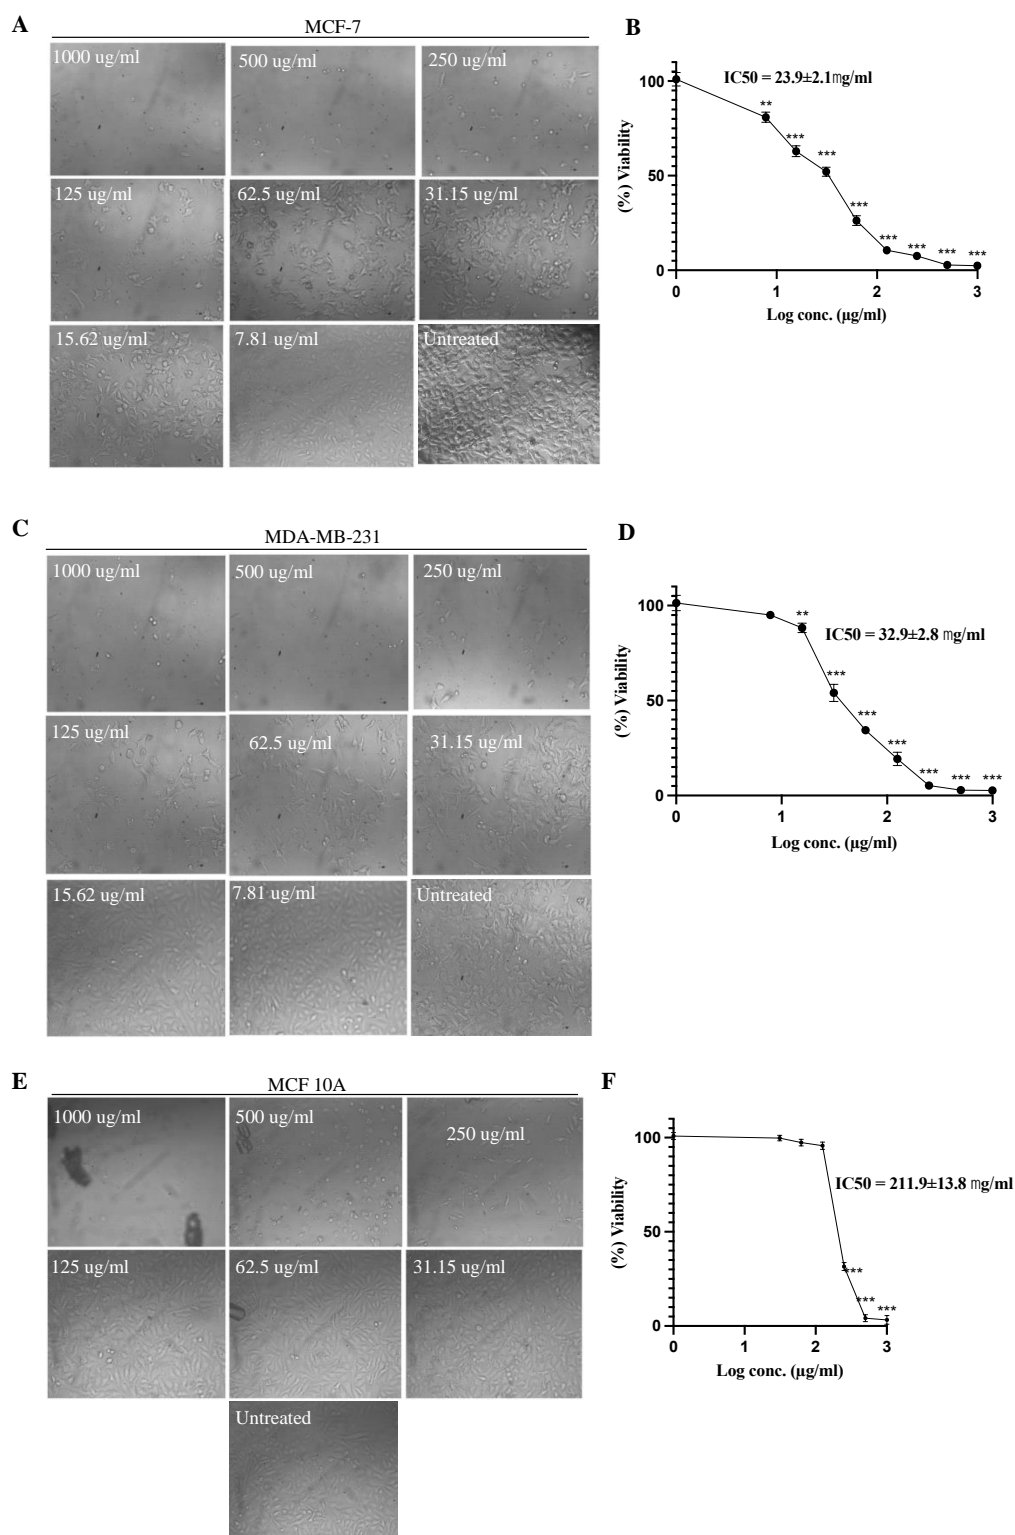 A
MCF-7
1000 ug/ml
500 ug/ml
250 ug/ml
125 ug/ml
62.5 ug/ml
31.15 ug/ml
15.62 ug/ml
7.81 ug/ml
Untreated
B
IC50 = 23.9±2.1mg/ml
(%) Viability
100
50
0
**
***
***
***
***
***
***
***
0
1
2
3
Log conc. (µg/ml)
C
MDA-MB-231
1000 ug/ml
500 ug/ml
250 ug/ml
125 ug/ml
62.5 ug/ml
31.15 ug/ml
15.62 ug/ml
7.81 ug/ml
Untreated
D
IC50 = 32.9±2.8 mg/ml
(%) Viability
100
50
0
**
***
***
***
***
***
***
0
1
2
3
Log conc. (µg/ml)
E
MCF 10A
1000 ug/ml
500 ug/ml
250 ug/ml
125 ug/ml
62.5 ug/ml
31.15 ug/ml
Untreated
F
IC50 = 211.9±13.8 mg/ml
(%) Viability
100
50
0
***
***
***
0
1
2
3
Log conc. (µg/ml)